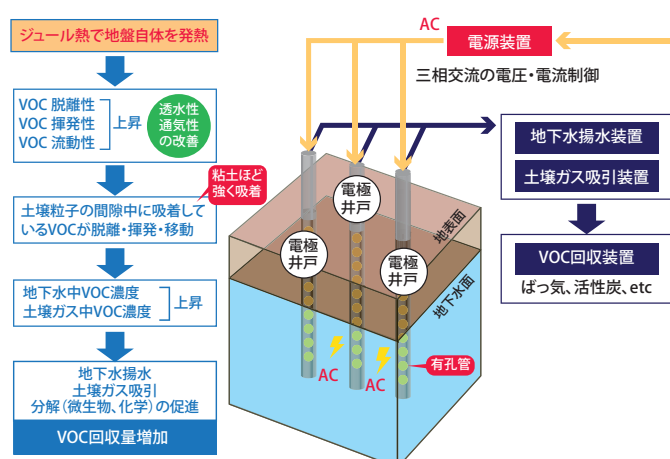 ジュール熱で地盤自体を発熱
VOC 脱離性
VOC 揮発性
VOC 流動性
上昇
透水性
通気性
の改善
粘土ほど
強く吸着
土壌粒子の間隙中に吸着して
いるVOCが脱離・揮発・移動
地下水中VOC濃度
土壌ガス中VOC濃度
上昇
地下水揚水
土壌ガス吸引
分解(微生物、化学)の促進
VOC回収量増加
AC
電源装置
三相交流の電圧・電流制御
地下水揚水装置
土壌ガス吸引装置
VOC回収装置
ばっ気、活性炭、etc
電極
井戸
電極
井戸
電極
井戸
地表面
地下水面
AC
AC
有孔管